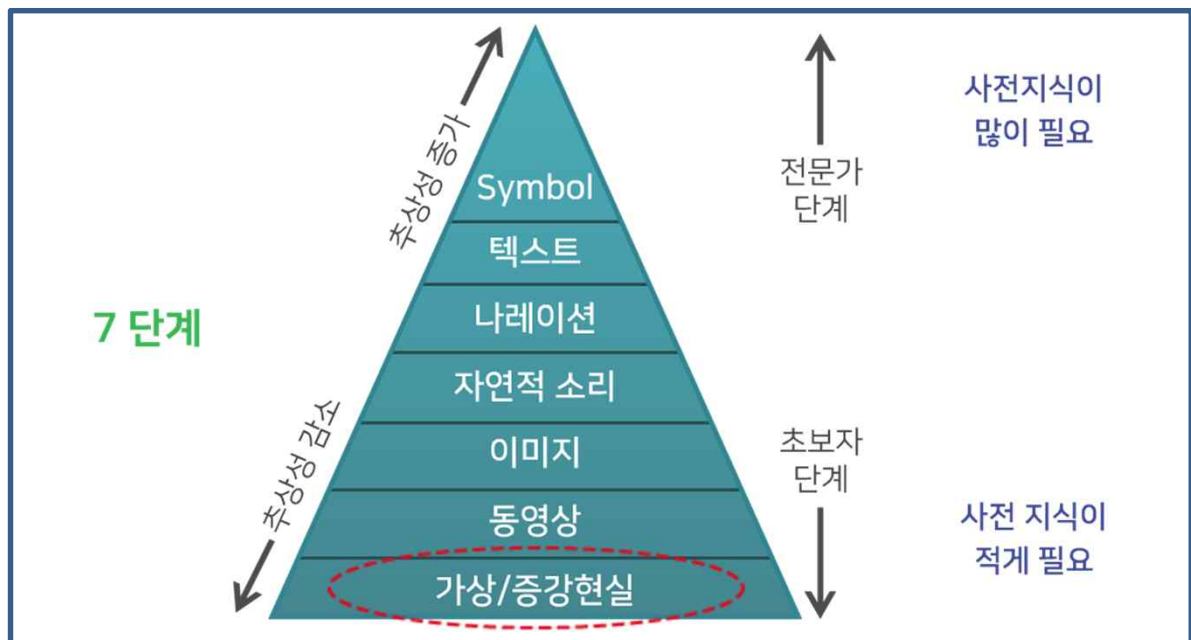 추상성 증가
사전지식이
많이 필요
전문가
단계
Symbol
텍스트
나레이션
7 단계
자연적 소리
추상성 감소
이미지
초보자
단계
동영상
사전 지식이
적게 필요
가상/증강현실